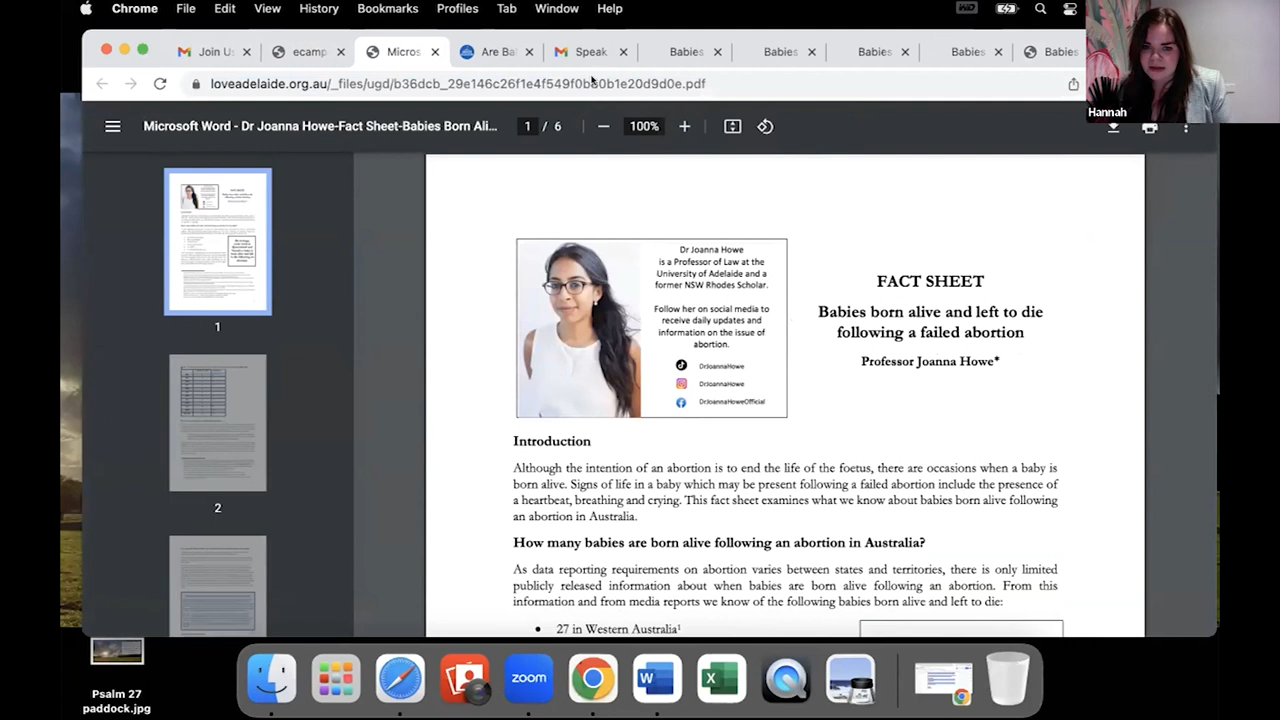 Chrome File Edit View History Bookmarks Profiles Tab Window Help
Join U ecamp Micros Are Bal Speak Babies Babies Babies Babies Babies
loveadelaide.org.au/_files/ugd/b36dcb_29e146c26f1e4f549f0b80b1e20d9d0e.pdf
Hannah
Microsoft Word - Dr Joanna Howe-Fact Sheet-Babies Born Ali... 1 / 6 100%
1
2
Dr Joanna Howe
is a Professor of Law at the
University of Adelaide and a
former NSW Rhodes Scholar.
Follow her on social media to
receive daily updates and
information on the issue of
abortion.
DrJoannaHowe
DrJoannaHowe
DrJoannaHoweOfficial
FACT SHEET
Babies born alive and left to die
following a failed abortion
Professor Joanna Howe*
Introduction
Although the intention of an abortion is to end the life of the foetus, there are occasions when a baby is
born alive. Signs of life in a baby which may be present following a failed abortion include the presence of
a heartbeat, breathing and crying. This fact sheet examines what we know about babies born alive following
an abortion in Australia.
How many babies are born alive following an abortion in Australia?
As data reporting requirements on abortion varies between states and territories, there is only limited
publicly released information about when babies are born alive following an abortion. From this
information and from media reports we know of the following babies born alive and left to die:
• 27 in Western Australia¹
zoom
Psalm 27
paddock.jpg